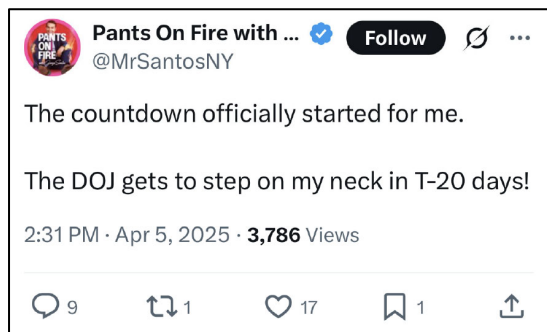 PANTS
ON
FIRE
Pants On Fire with ...
Follow
@MrSantosNY
The countdown officially started for me.
The DOJ gets to step on my neck in T-20 days!
2:31 PM · Apr 5, 2025 · 3,786 Views
9 1 17 1